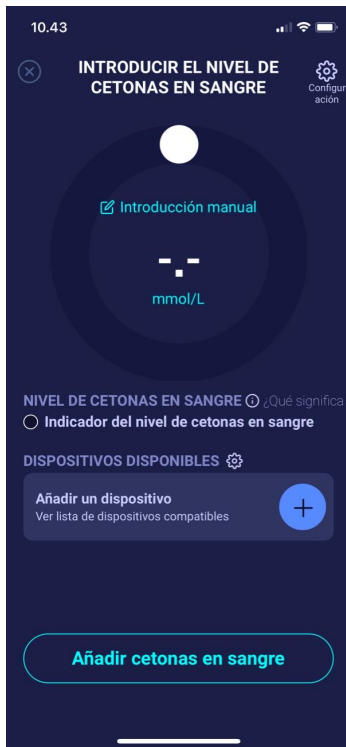 10.43
INTRODUCIR EL NIVEL DE
CETONAS EN SANGRE
Configur
ación
Introducción manual
-.-
mmol/L
NIVEL DE CETONAS EN SANGRE ¿Qué significa
Indicador del nivel de cetonas en sangre
DISPOSITIVOS DISPONIBLES
Añadir un dispositivo
Ver lista de dispositivos compatibles
Añadir cetonas en sangre